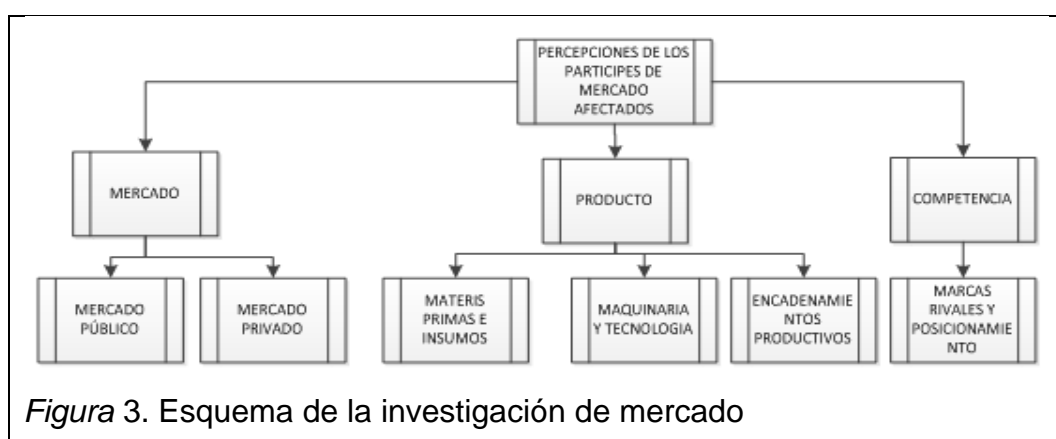 PERCEPCIONES DE LOS
PARTICIPES DE
MERCADO
AFECTADOS
MERCADO
PRODUCTO
COMPETENCIA
MERCADO
PÚBLICO
MERCADO
PRIVADO
MATERIS
PRIMAS E
INSUMOS
MAQUINARIA
Y TECNOLOGIA
ENCADENAMIE
NTOS
PRODUCTIVOS
MARCAS
RIVALES Y
POSICIONAMIE
NTO
Figura 3. Esquema de la investigación de mercado